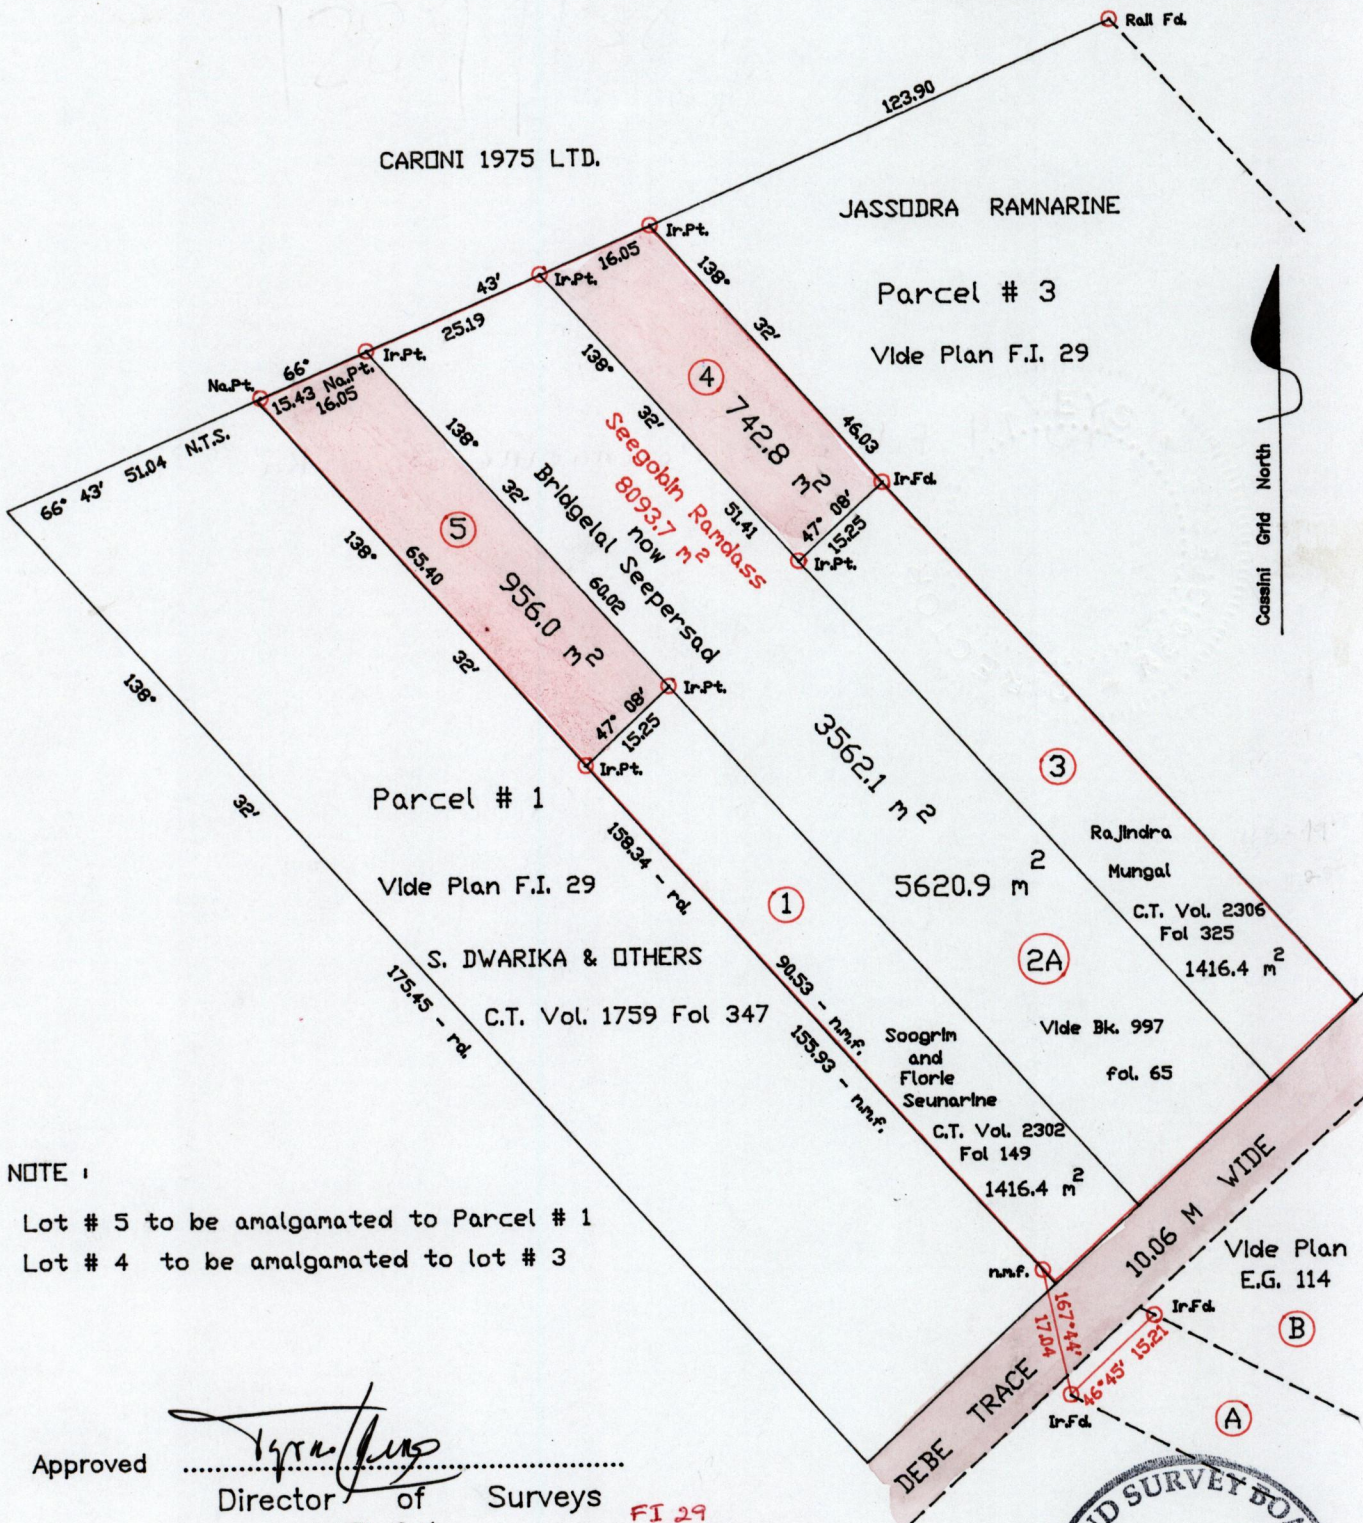 Rail Fd.
123.90
CARONI 1975 LTD.
JASSODRA RAMNARINE
Parcel # 3
Vide Plan F.I. 29
Ir.Pt.
16.05
138°
32'
46.03
Ir.Fd.
43'
Ir.Pt.
25.19
4
742.8 m²
47° 08'
15.25
Ir.Pt.
138°
32'
51.41
Cassini Grid North
66°
Ir.Pt.
Na.Pt.
15.43 Na.Pt.
16.05
66° 43' 51.04 N.T.S.
Seegobin Ramdass
8093.7 m²
now
Bridgelal Seepersad
138°
32'
60.02
5
956.0 m²
138°
65.40
32'
47° 08'
15.25
Ir.Pt.
Ir.Pt.
138°
32'
175.45 - rd.
Parcel # 1
Vide Plan F.I. 29
S. DWARIKA & OTHERS
C.T. Vol. 1759 Fol 347
158.34 - rd.
90.53 - n.m.f.
155.93 - n.m.f.
1
3562.1 m²
5620.9 m²
2A
Vide Bk. 997
fol. 65
3
Rajindra
Mungal
C.T. Vol. 2306
Fol 325
1416.4 m²
Soogrim
and
Florie
Seunarine
C.T. Vol. 2302
Fol 149
1416.4 m²
NOTE :
Lot # 5 to be amalgamated to Parcel # 1
Lot # 4 to be amalgamated to lot # 3
n.m.f.
167°44'
17.04
46°45' 15.21
Ir.Fd.
Ir.Fd.
DEBE TRACE 10.06 M WIDE
Vide Plan
E.G. 114
B
A
Approved
Director of Surveys
FI 29
SURVEY BOA